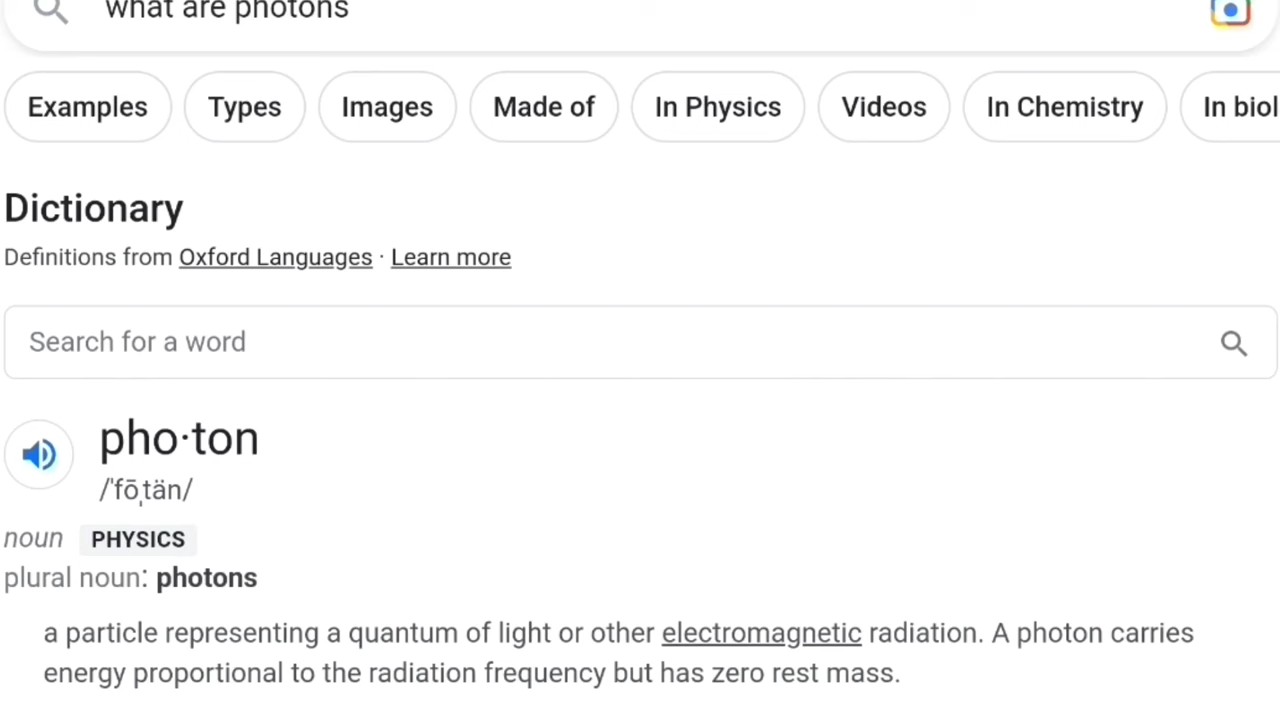 what are photons
Examples Types Images Made of In Physics Videos In Chemistry In biol
Dictionary
Definitions from Oxford Languages · Learn more
Search for a word
pho·ton
/ˈfōˌtän/
noun PHYSICS
plural noun: photons
a particle representing a quantum of light or other electromagnetic radiation. A photon carries
energy proportional to the radiation frequency but has zero rest mass.